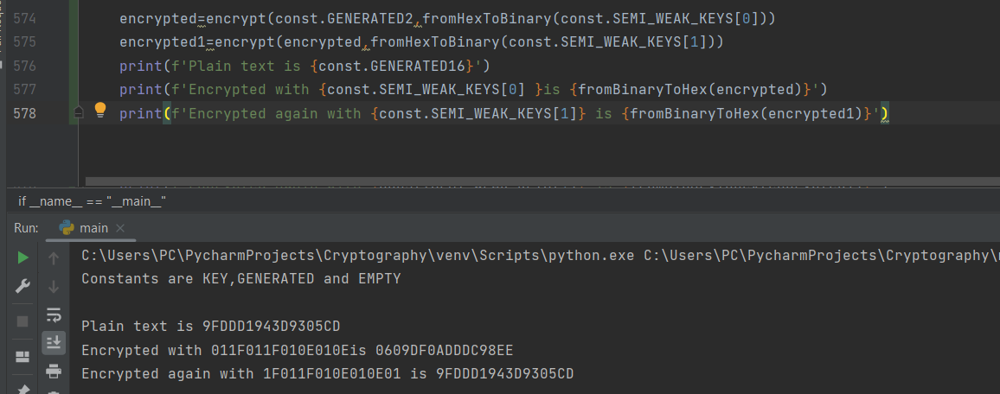 574 encrypted=encrypt(const.GENERATED2,fromHexToBinary(const.SEMI_WEAK_KEYS[0]))
575 encrypted1=encrypt(encrypted,fromHexToBinary(const.SEMI_WEAK_KEYS[1]))
576 print(f'Plain text is {const.GENERATED16}')
577 print(f'Encrypted with {const.SEMI_WEAK_KEYS[0] }is {fromBinaryToHex(encrypted)}')
578 print(f'Encrypted again with {const.SEMI_WEAK_KEYS[1]} is {fromBinaryToHex(encrypted1)}')
if __name__ == "__main__"
Run: main
C:\Users\PC\PycharmProjects\Cryptography\venv\Scripts\python.exe C:\Users\PC\PycharmProjects\Cryptography\
Constants are KEY,GENERATED and EMPTY
Plain text is 9FDDD1943D9305CD
Encrypted with 011F011F010E010Eis 0609DF0ADDDC98EE
Encrypted again with 1F011F010E010E01 is 9FDDD1943D9305CD